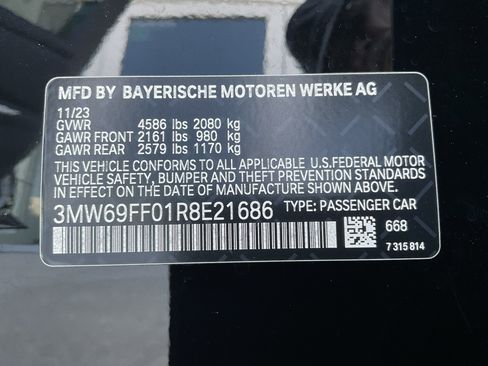 MFD BY BAYERISCHE MOTOREN WERKE AG
11/23
GVWR 4586 lbs 2080 kg
GAWR FRONT 2161 lbs 980 kg
GAWR REAR 2579 lbs 1170 kg
THIS VEHICLE CONFORMS TO ALL APPLICABLE U.S.FEDERAL MOTOR
VEHICLE SAFETY, BUMPER AND THEFT PREVENTION STANDARDS
IN EFFECT ON THE DATE OF MANUFACTURE SHOWN ABOVE.
3MW69FF01R8E21686 TYPE: PASSENGER CAR
668
7 315 814